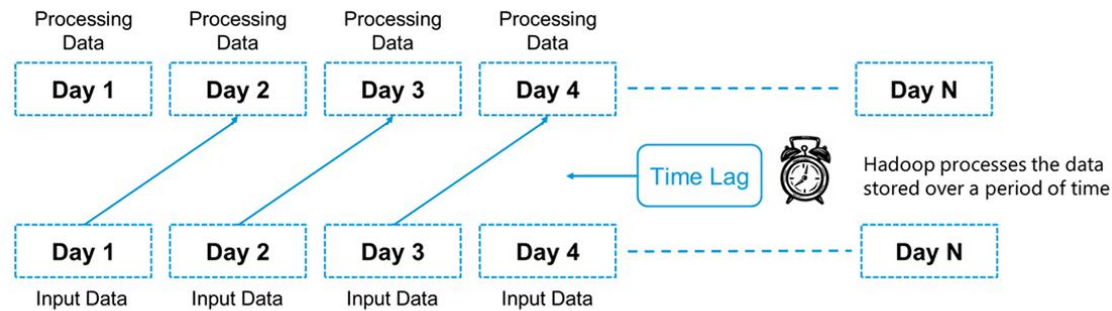 Processing
Data
Processing
Data
Processing
Data
Processing
Data
Day 1
Day 2
Day 3
Day 4
Day N
Time Lag
Hadoop processes the data
stored over a period of time
Day 1
Day 2
Day 3
Day 4
Day N
Input Data
Input Data
Input Data
Input Data